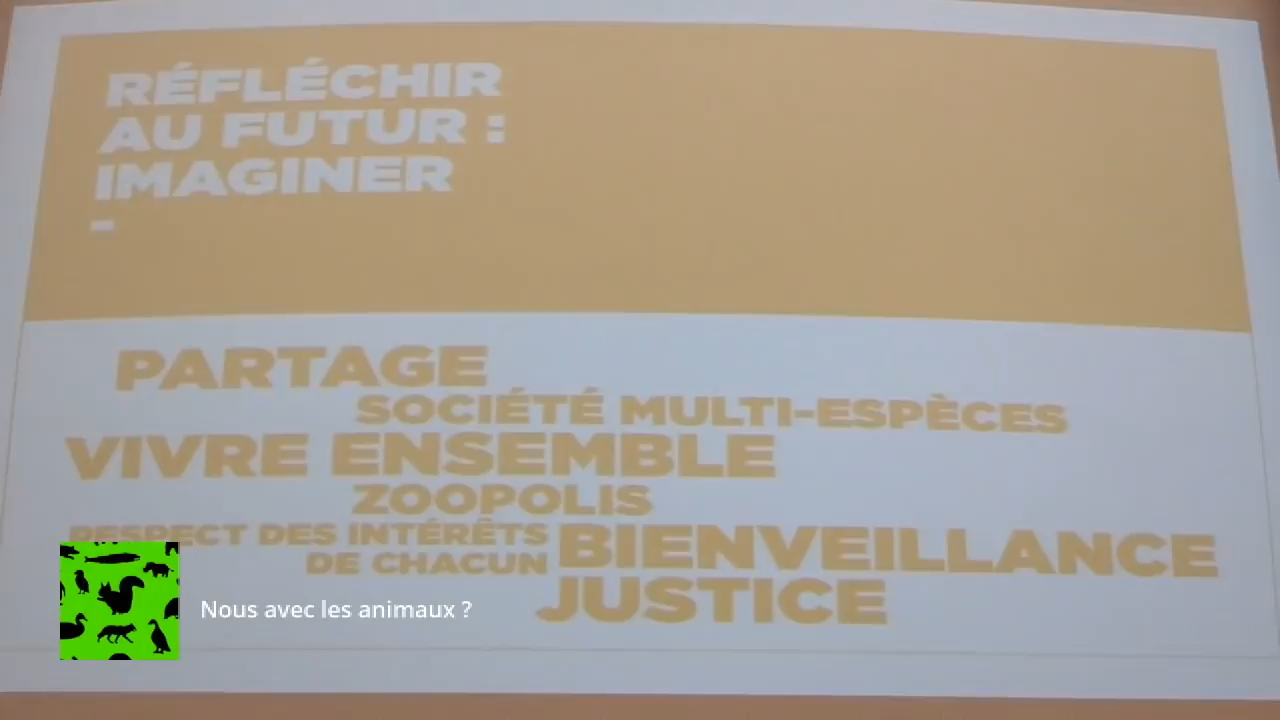 RÉFLÉCHIR
AU FUTUR :
IMAGINER
-
PARTAGE
SOCIÉTÉ MULTI-ESPÈCES
VIVRE ENSEMBLE
ZOOPOLIS
RESPECT DES INTÉRÊTS
DE CHACUN
BIENVEILLANCE
JUSTICE
Nous avec les animaux ?